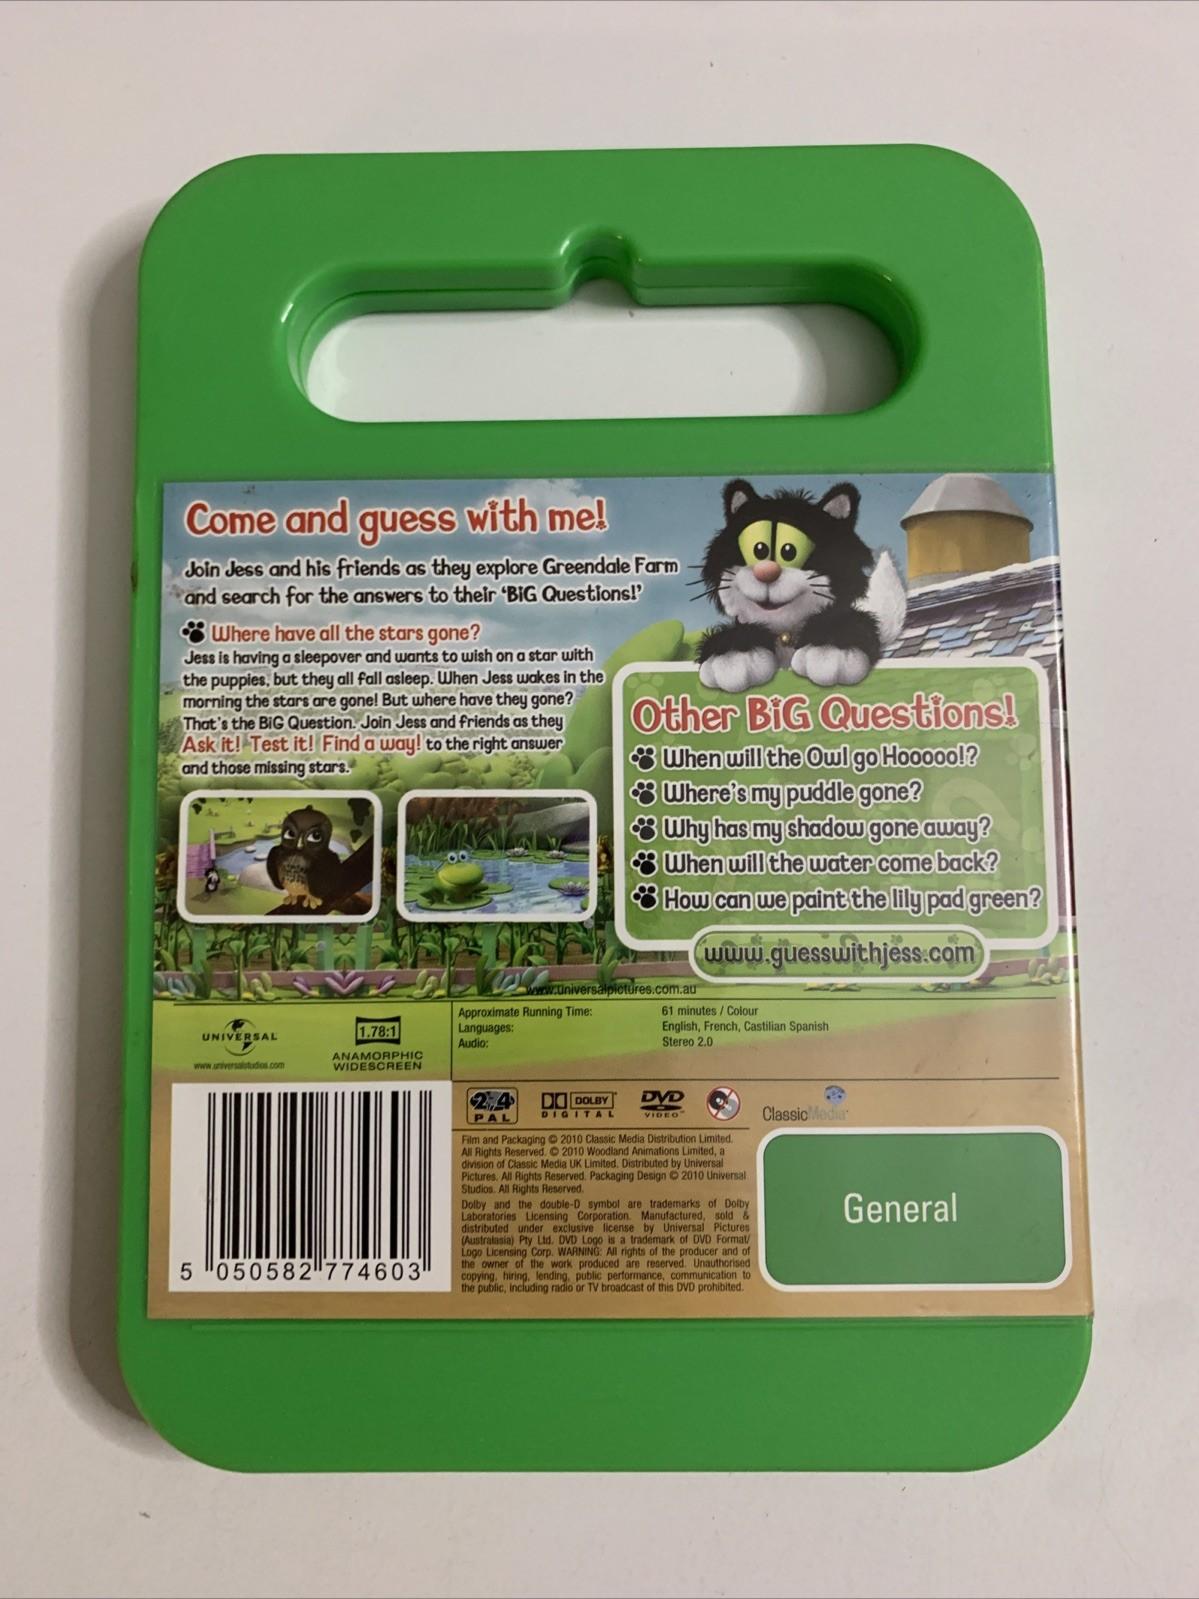 Come and guess with me!
Join Jess and his friends as they explore Greendale Farm
and search for the answers to their 'BiG Questions!'
Where have all the stars gone?
Jess is having a sleepover and wants to wish on a star with
the puppies, but they all fall asleep. When Jess wakes in the
morning the stars are gone! But where have they gone?
That's the BiG Question. Join Jess and friends as they
Ask it! Test it! Find a way! to the right answer
and those missing stars.
Other BiG Questions!
When will the Owl go Hooooo!?
Where's my puddle gone?
Why has my shadow gone away?
When will the water come back?
How can we paint the lily pad green?
www.guesswithjess.com
www.universalpictures.com.au
UNIVERSAL
www.universalstudios.com
1.78:1
ANAMORPHIC
WIDESCREEN
Approximate Running Time: 61 minutes / Colour
Languages: English, French, Castilian Spanish
Audio: Stereo 2.0
2 4
PAL
DOLBY
DIGITAL
DVD
VIDEO
ClassicMedia
Film and Packaging © 2010 Classic Media Distribution Limited.
All Rights Reserved. © 2010 Woodland Animations Limited, a
division of Classic Media UK Limited. Distributed by Universal
Pictures. All Rights Reserved. Packaging Design © 2010 Universal
Studios. All Rights Reserved.
Dolby and the double-D symbol are trademarks of Dolby
Laboratories Licensing Corporation. Manufactured, sold &
distributed under exclusive license by Universal Pictures
(Australasia) Pty Ltd. DVD Logo is a trademark of DVD Format/
Logo Licensing Corp. WARNING: All rights of the producer and of
the owner of the work produced are reserved. Unauthorised
copying, hiring, lending, public performance, communication to
the public, including radio or TV broadcast of this DVD prohibited.
General
5 050582 774603